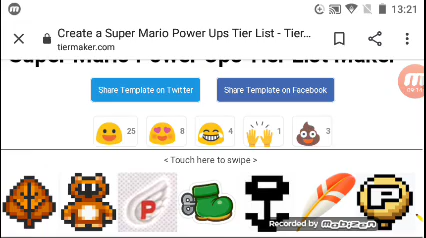 13:21
Create a Super Mario Power Ups Tier List - Tier...
tiermaker.com
Super Mario Power Ups Tier List Maker
Share Template on Twitter
Share Template on Facebook
25
8
4
1
3
< Touch here to swipe >
P
P
Recorded by Mobizen